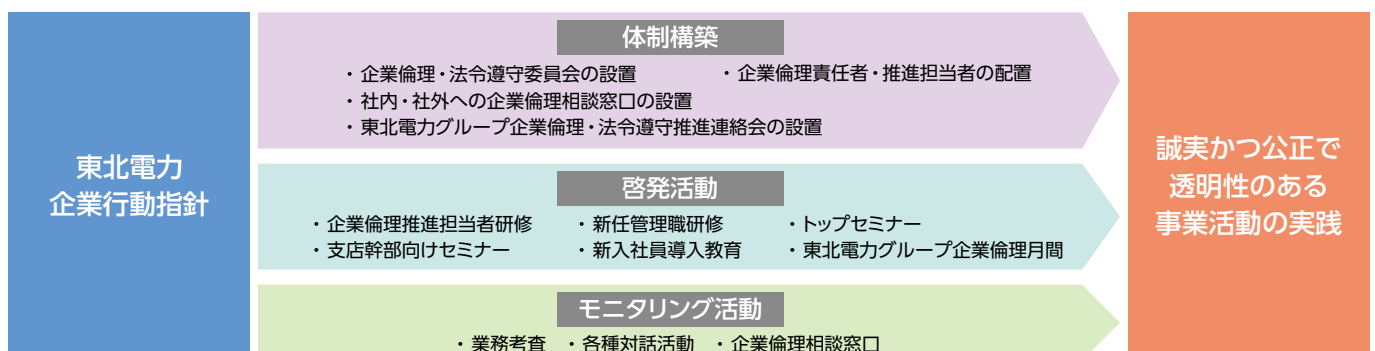 東北電力
企業行動指針
体制構築
・企業倫理・法令遵守委員会の設置 ・企業倫理責任者・推進担当者の配置
・社内・社外への企業倫理相談窓口の設置
・東北電力グループ企業倫理・法令遵守推進連絡会の設置
啓発活動
・企業倫理推進担当者研修 ・新任管理職研修 ・トップセミナー
・支店幹部向けセミナー ・新入社員導入教育 ・東北電力グループ企業倫理月間
モニタリング活動
・業務考査 ・各種対話活動 ・企業倫理相談窓口
誠実かつ公正で
透明性のある
事業活動の実践